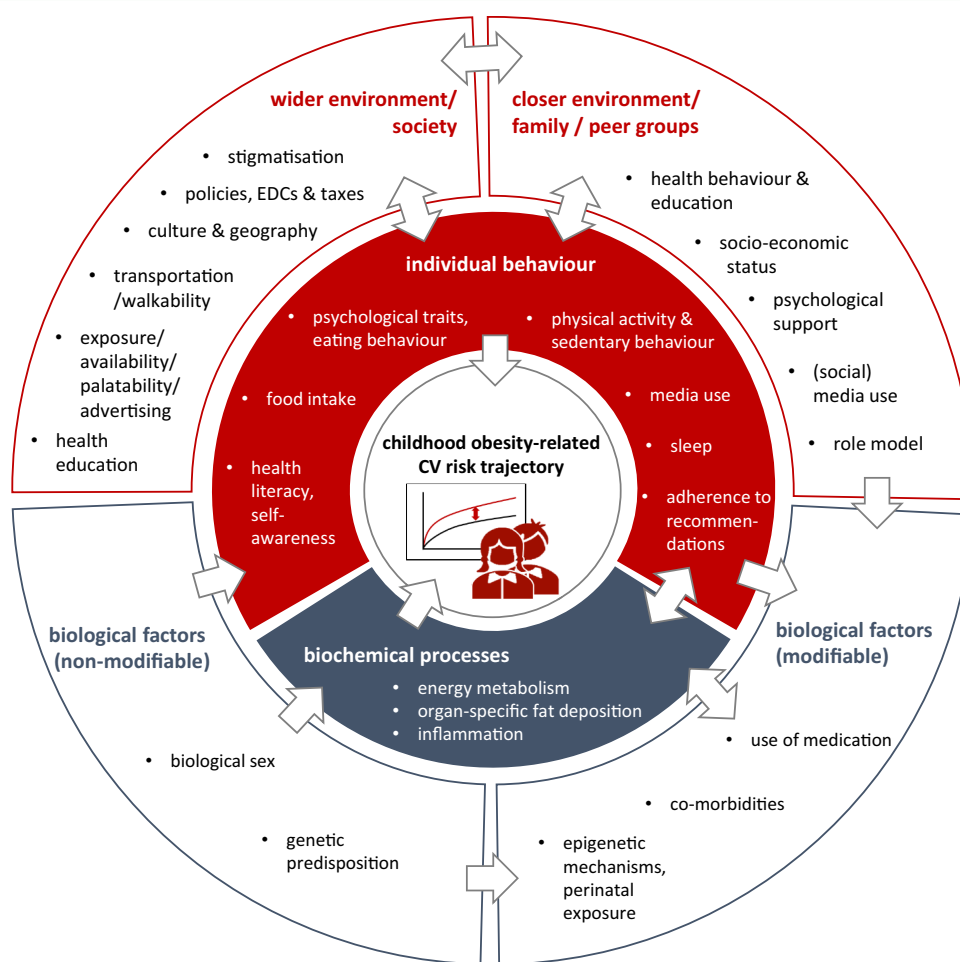 wider environment/
society
• stigmatisation
• policies, EDCs & taxes
• culture & geography
• transportation
/walkability
• exposure/
availability/
palatability/
advertising
• health
education
closer environment/
family / peer groups
• health behaviour &
education
• socio-economic
status
• psychological
support
• (social)
media use
• role model
individual behaviour
• psychological traits,
eating behaviour
• food intake
• health
literacy,
self-
awareness
• physical activity &
sedentary behaviour
• media use
• sleep
• adherence to
recommen-
dations
childhood obesity-related
CV risk trajectory
biochemical processes
• energy metabolism
• organ-specific fat deposition
• inflammation
biological factors
(non-modifiable)
• biological sex
• genetic
predisposition
biological factors
(modifiable)
• use of medication
• co-morbidities
• epigenetic
mechanisms,
perinatal
exposure